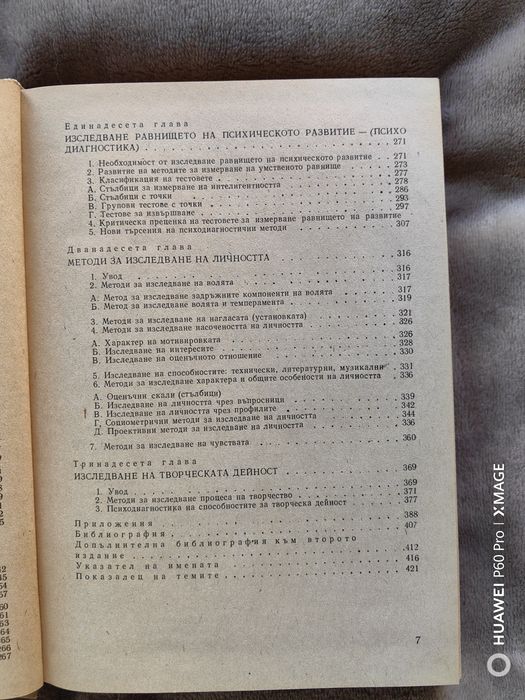 Единадесета глава
ИЗСЛЕДВАНЕ РАВНИЩЕТО НА ПСИХИЧЕСКОТО РАЗВИТИЕ — (ПСИХО
ДИАГНОСТИКА) . . . 271
1. Необходимост от изследване равнището на психическото развитие . . 271
2. Развитие на методите за измерване на умственото равнище . . . 273
3. Класификация на тестовете . . . 277
А. Стълбици за измерване на интелигентността . . . 278
Б. Стълбици с точки . . . 286
В. Групови тестове с точки . . . 293
Г. Тестове за извършване . . . 297
4. Критическа преценка на тестовете за измерване равнището на развитие
5. Нови търсения на психодиагностични методи . . . 307
Дванадесета глава
МЕТОДИ ЗА ИЗСЛЕДВАНЕ НА ЛИЧНОСТТА . . . 316
1. Увод . . . 316
2. Методи за изследване на волята . . . 317
А. Метод за изследване задръжните компоненти на волята . . . 317
Б. Метод за изследване волята и темперамента . . . 319
3. Методи за изследване на нагласата (установката) . . . 321
4. Методи за изследване насочеността на личността . . . 326
А. Характер на мотивировката . . . 326
Б. Изследване на интересите . . . 328
В. Изследване на оценъчното отношение . . . 330
5. Изследване на способностите: технически, литературни, музикални . . 331
6. Методи за изследване характера и общите особености на личността . . 336
А. Оценъчни скали (стълбици)
Б. Изследване на личността чрез въпросници . . . 339
В. Изследване на личността чрез профилите . . . 342
Г. Социометрични методи за изследване на личността . . . 344
Д. Проективни методи за изследване на личността . . . 336
7. Методи за изследване на чувствата . . . 360
Тринадесета глава
ИЗСЛЕДВАНЕ НА ТВОРЧЕСКАТА ДЕЙНОСТ . . . 369
1. Увод . . . 369
2. Методи за изследване процеса на творчество . . . 371
3. Психодиагностика на способностите за творческа дейност . . . 377
Приложения . . . 388
Библиография . . . 407
Допълнителна библиография към второто
издание . . . 412
Указател на имената . . . 416
Показалец на темите . . . 421
7
260
261
263
264
264
265
266
267
HUAWEI P60 Pro | XMAGE